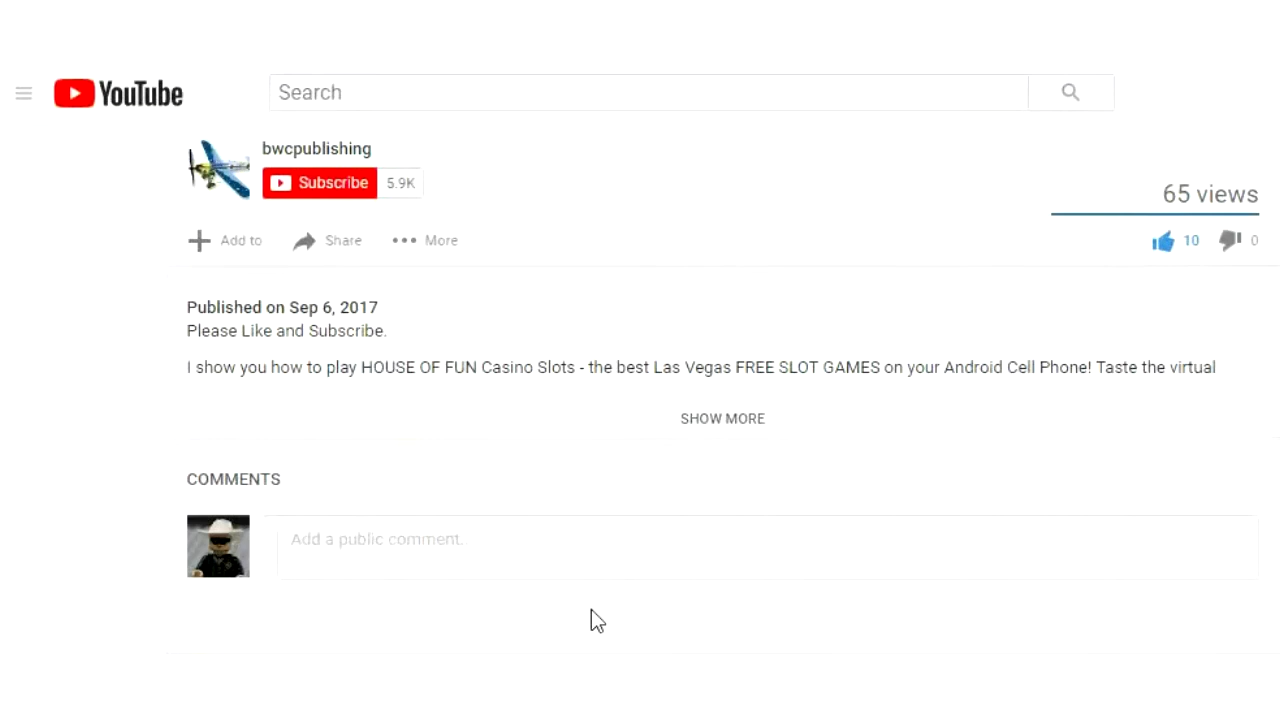 YouTube
Search
bwcpublishing
Subscribe 5.9K
65 views
Add to Share More
10 0
Published on Sep 6, 2017
Please Like and Subscribe.
I show you how to play HOUSE OF FUN Casino Slots - the best Las Vegas FREE SLOT GAMES on your Android Cell Phone! Taste the virtual
SHOW MORE
COMMENTS
Add a public comment.